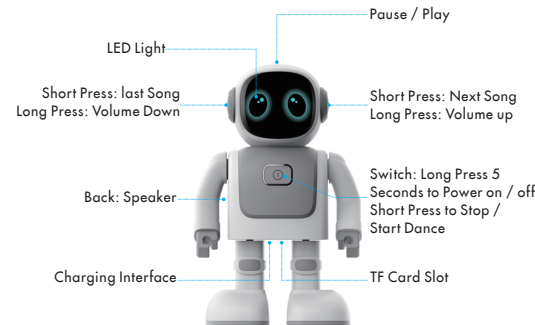 Pause / Play
LED Light
Short Press: last Song
Long Press: Volume Down
Short Press: Next Song
Long Press: Volume up
Back: Speaker
Switch: Long Press 5
Seconds to Power on / off
Short Press to Stop /
Start Dance
Charging Interface
TF Card Slot